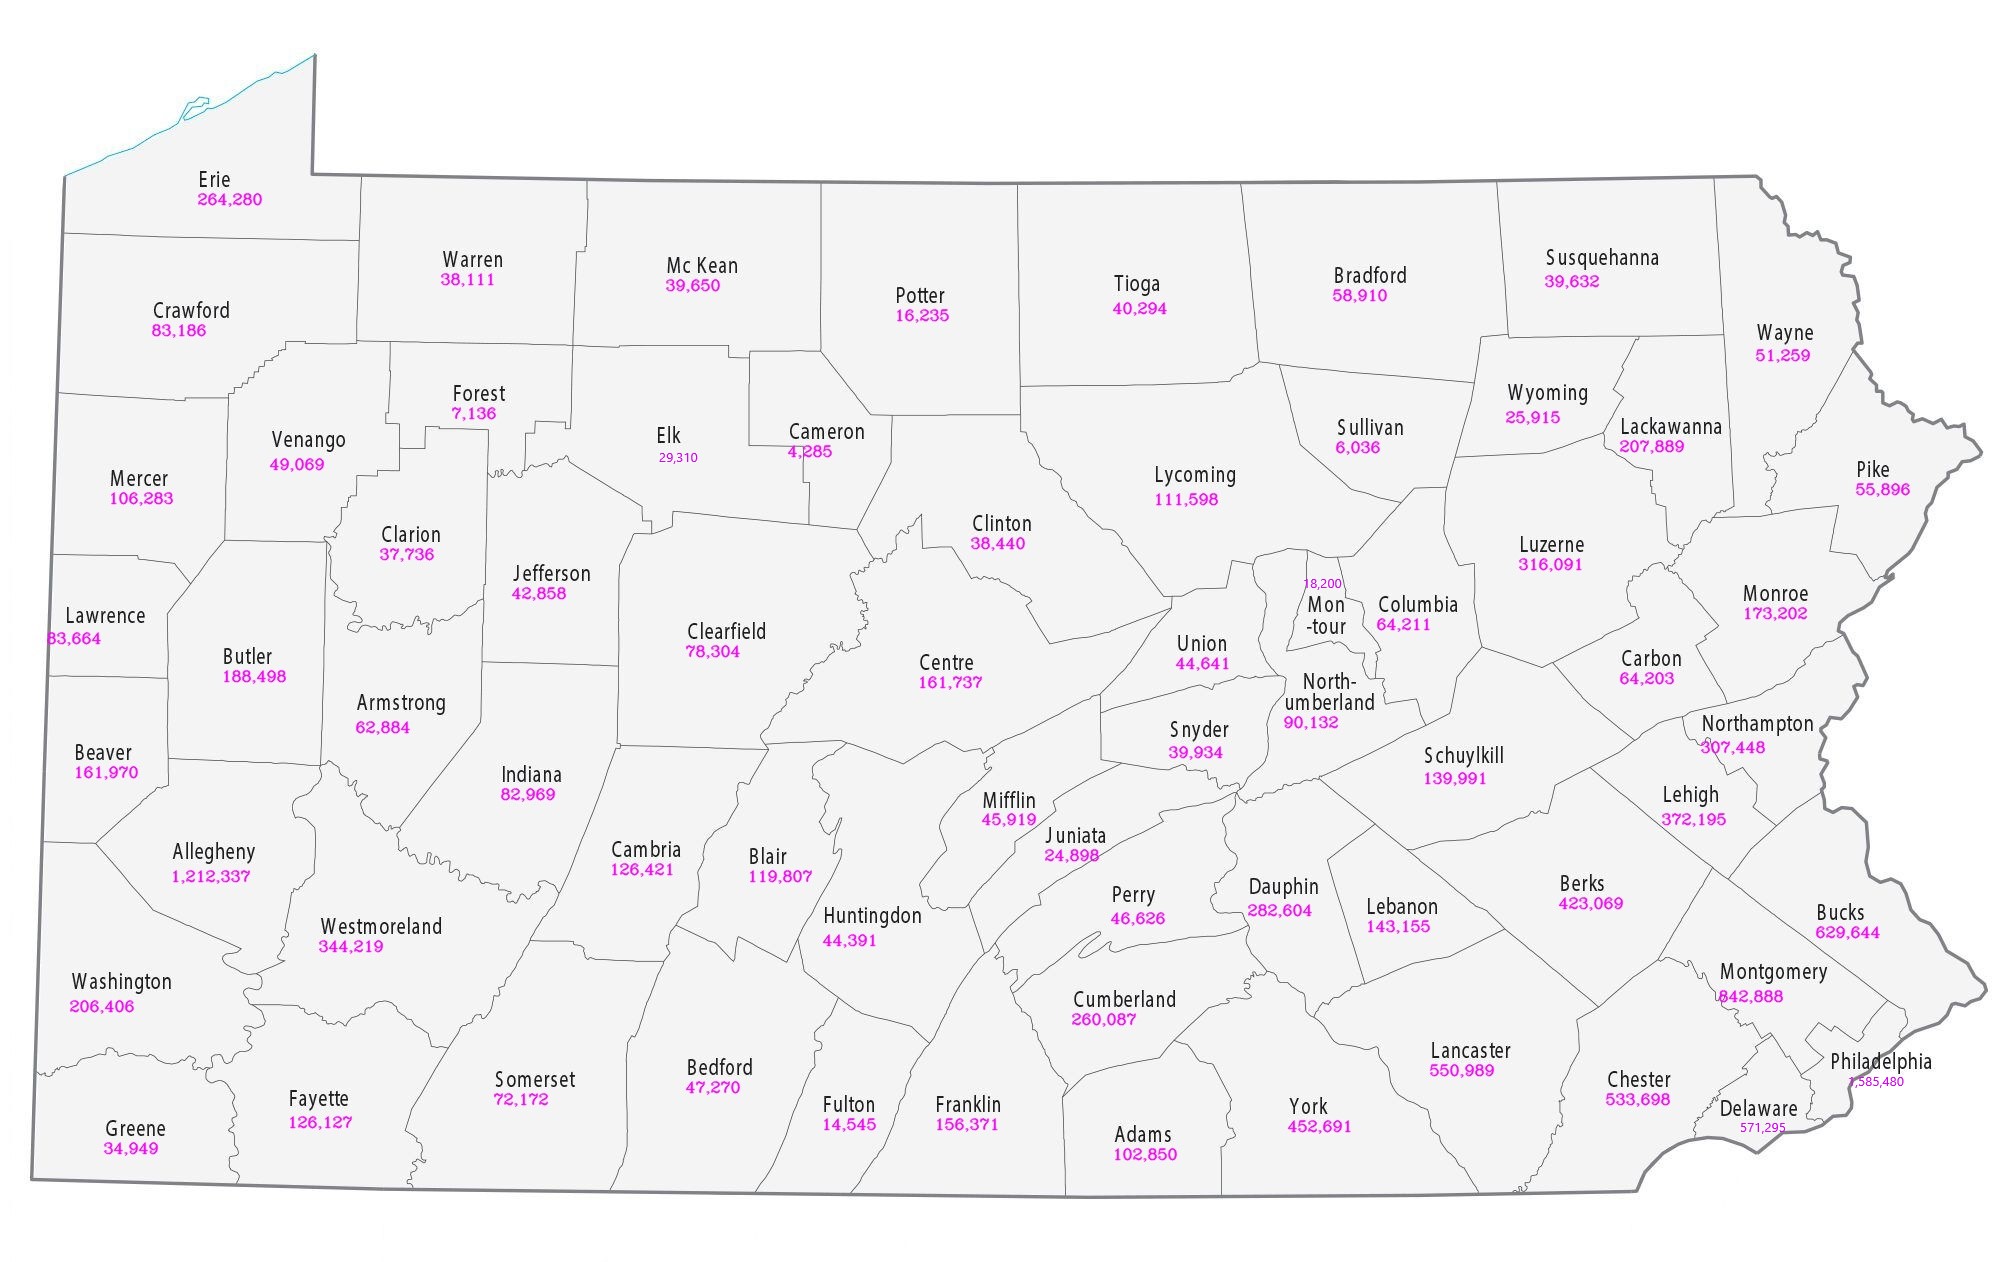 Erie
264,280
Warren
38,111
Mc Kean
39,650
Potter
16,235
Tioga
40,294
Bradford
58,910
Susquehanna
39,632
Wayne
51,259
Crawford
83,186
Forest
7,136
Venango
49,069
Elk
29,310
Cameron
4,285
Sullivan
6,036
Wyoming
25,915
Lackawanna
207,889
Pike
55,896
Mercer
106,283
Clarion
37,736
Jefferson
42,858
Clinton
38,440
Lycoming
111,598
Luzerne
316,091
Monroe
173,202
Lawrence
83,664
Butler
188,498
Armstrong
62,884
Clearfield
78,304
Centre
161,737
Union
44,641
18,200
Mon
-tour
Columbia
64,211
North-
umberland
90,132
Carbon
64,203
Northampton
307,448
Beaver
161,970
Indiana
82,969
Snyder
39,934
Schuylkill
139,991
Lehigh
372,195
Allegheny
1,212,337
Westmoreland
344,219
Cambria
126,421
Blair
119,807
Huntingdon
44,391
Mifflin
45,919
Juniata
24,898
Perry
46,626
Dauphin
282,604
Lebanon
143,155
Berks
423,069
Bucks
629,644
Montgomery
842,888
Washington
206,406
Greene
34,949
Fayette
126,127
Somerset
72,172
Bedford
47,270
Fulton
14,545
Franklin
156,371
Cumberland
260,087
Adams
102,850
York
452,691
Lancaster
550,989
Chester
533,698
Delaware
571,295
Philadelphia
1,585,480